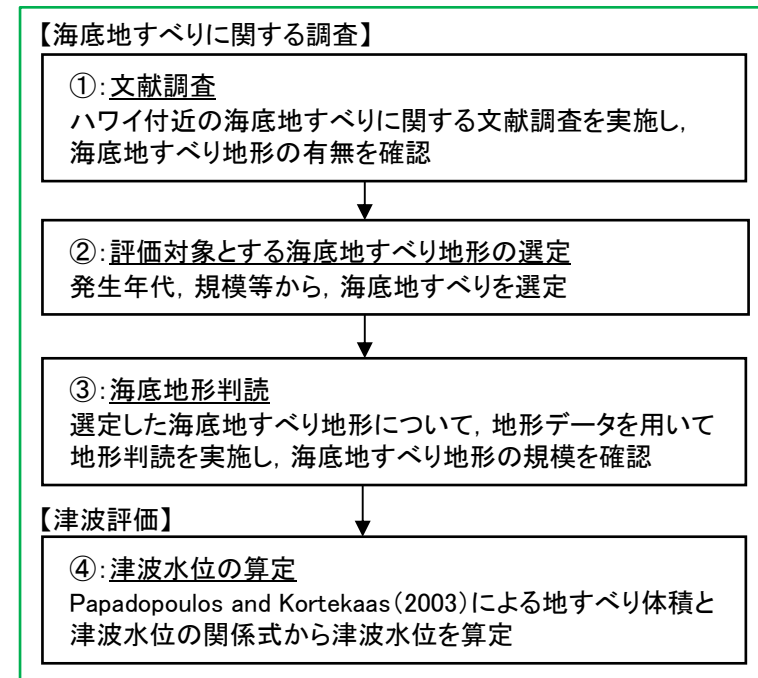 【海底地すべりに関する調査】
①:文献調査
ハワイ付近の海底地すべりに関する文献調査を実施し,
海底地すべり地形の有無を確認
②:評価対象とする海底地すべり地形の選定
発生年代,規模等から,海底地すべりを選定
③:海底地形判読
選定した海底地すべり地形について,地形データを用いて
地形判読を実施し,海底地すべり地形の規模を確認
【津波評価】
④:津波水位の算定
Papadopoulos and Kortekaas(2003)による地すべり体積と
津波水位の関係式から津波水位を算定